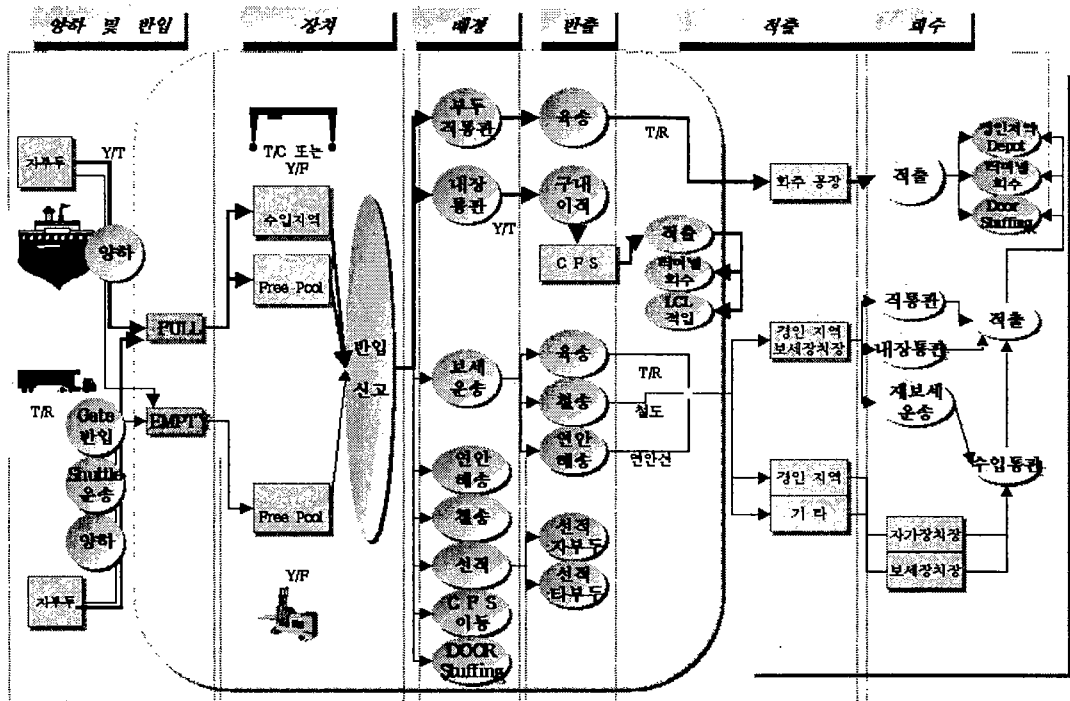 양하 및 반입
장치
배정
반출
적출
회수
자부두
Y/T
양하
FULL
T/R
Gate
반입
Shuttle
운송
양하
EMPTY
T/C 또는
Y/F
수입지역
Free Pool
반입
신고
Free Pool
Y/F
부두
직통관
내장
통관
보세
운송
연안
해송
철송
선적
C F S
이동
DOOR
Stuffing
육송
구내
이적
Y/T
C F S
적출
터미널
회수
LCL
적입
육송
철송
연안
해송
T/R
철도
연안선
선적
자부두
선적
타부두
T/R
화주 공장
적출
경인지역
Depot
터미널
회수
Door
Stuffing
경인 지역
보세장치장
직통관
내장통관
재보세
운송
적출
수입통관
경인 지역
기 타
자가장치장
보세장치장